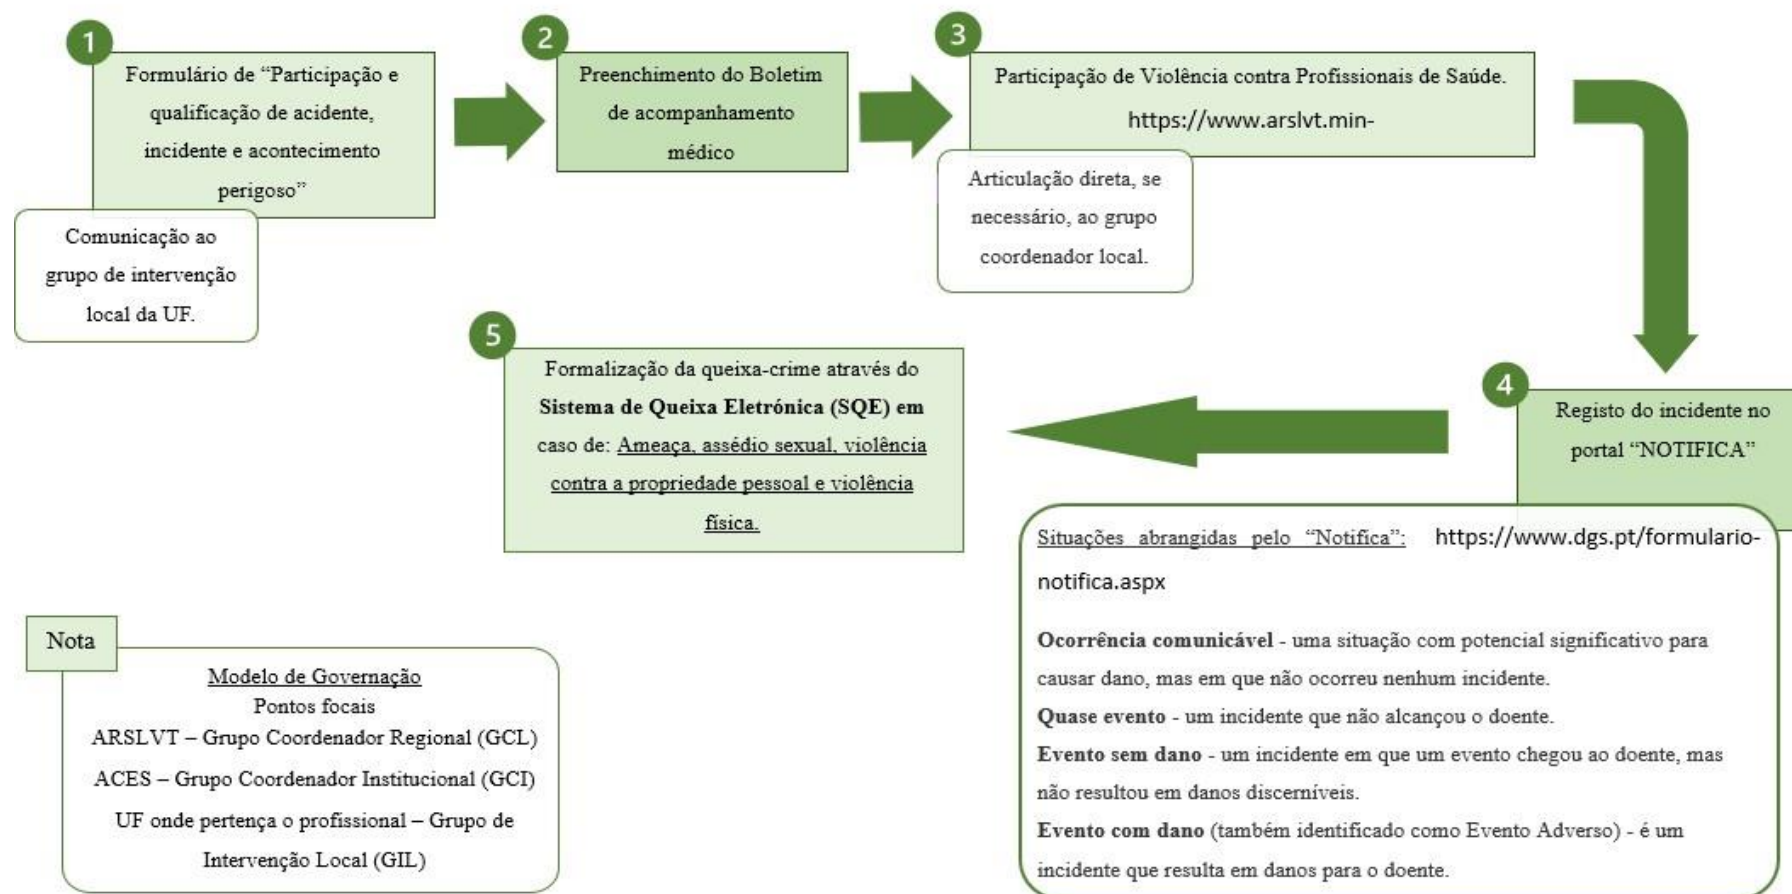 1
Formulário de “Participação e
qualificação de acidente,
incidente e acontecimento
perigoso”
Comunicação ao
grupo de intervenção
local da UF.
2
Preenchimento do Boletim
de acompanhamento
médico
3
Participação de Violência contra Profissionais de Saúde.
https://www.arslvt.min-
Articulação direta, se
necessário, ao grupo
coordenador local.
4
Registo do incidente no
portal “NOTIFICA”
Situações abrangidas pelo “Notifica”: https://www.dgs.pt/formulario-
notifica.aspx
Ocorrência comunicável - uma situação com potencial significativo para
causar dano, mas em que não ocorreu nenhum incidente.
Quase evento - um incidente que não alcançou o doente.
Evento sem dano - um incidente em que um evento chegou ao doente, mas
não resultou em danos discerníveis.
Evento com dano (também identificado como Evento Adverso) - é um
incidente que resulta em danos para o doente.
5
Formalização da queixa-crime através do
Sistema de Queixa Eletrónica (SQE) em
caso de: Ameaça, assédio sexual, violência
contra a propriedade pessoal e violência
física.
Nota
Modelo de Governação
Pontos focais
ARSLVT – Grupo Coordenador Regional (GCL)
ACES – Grupo Coordenador Institucional (GCI)
UF onde pertença o profissional – Grupo de
Intervenção Local (GIL)